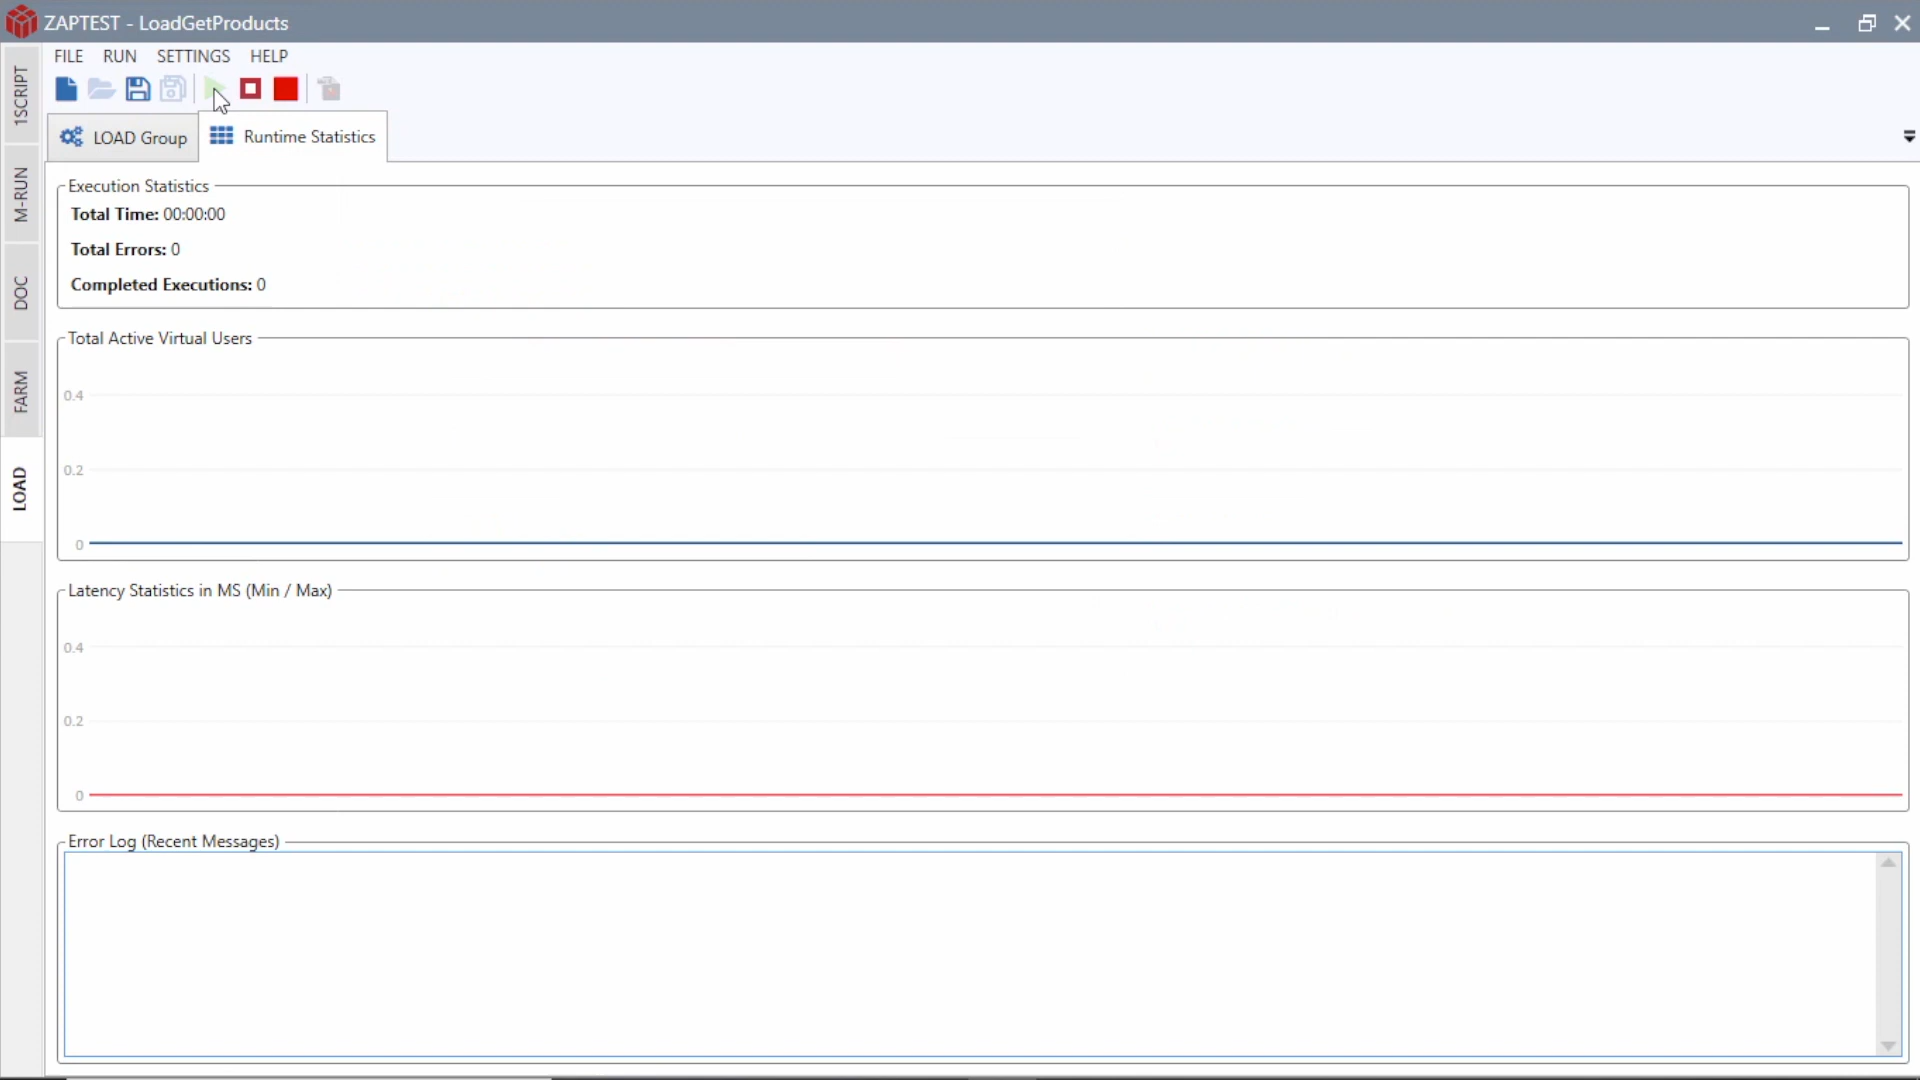 ZAPTEST - LoadGetProducts
FILE RUN SETTINGS HELP
1SCRIPT
M-RUN
DOC
FARM
LOAD
LOAD Group
Runtime Statistics
Execution Statistics
Total Time: 00:00:00
Total Errors: 0
Completed Executions: 0
Total Active Virtual Users
0.4
0.2
0
Latency Statistics in MS (Min / Max)
0.4
0.2
0
Error Log (Recent Messages)